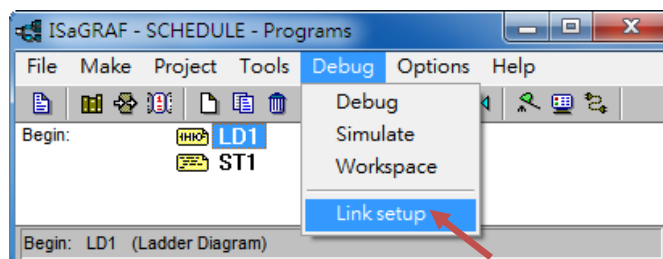 ISaGRAF - SCHEDULE - Programs
File Make Project Tools Debug Options Help
Debug
Begin: LD1
Simulate
ST1
Workspace
Link setup
Begin: LD1 (Ladder Diagram)